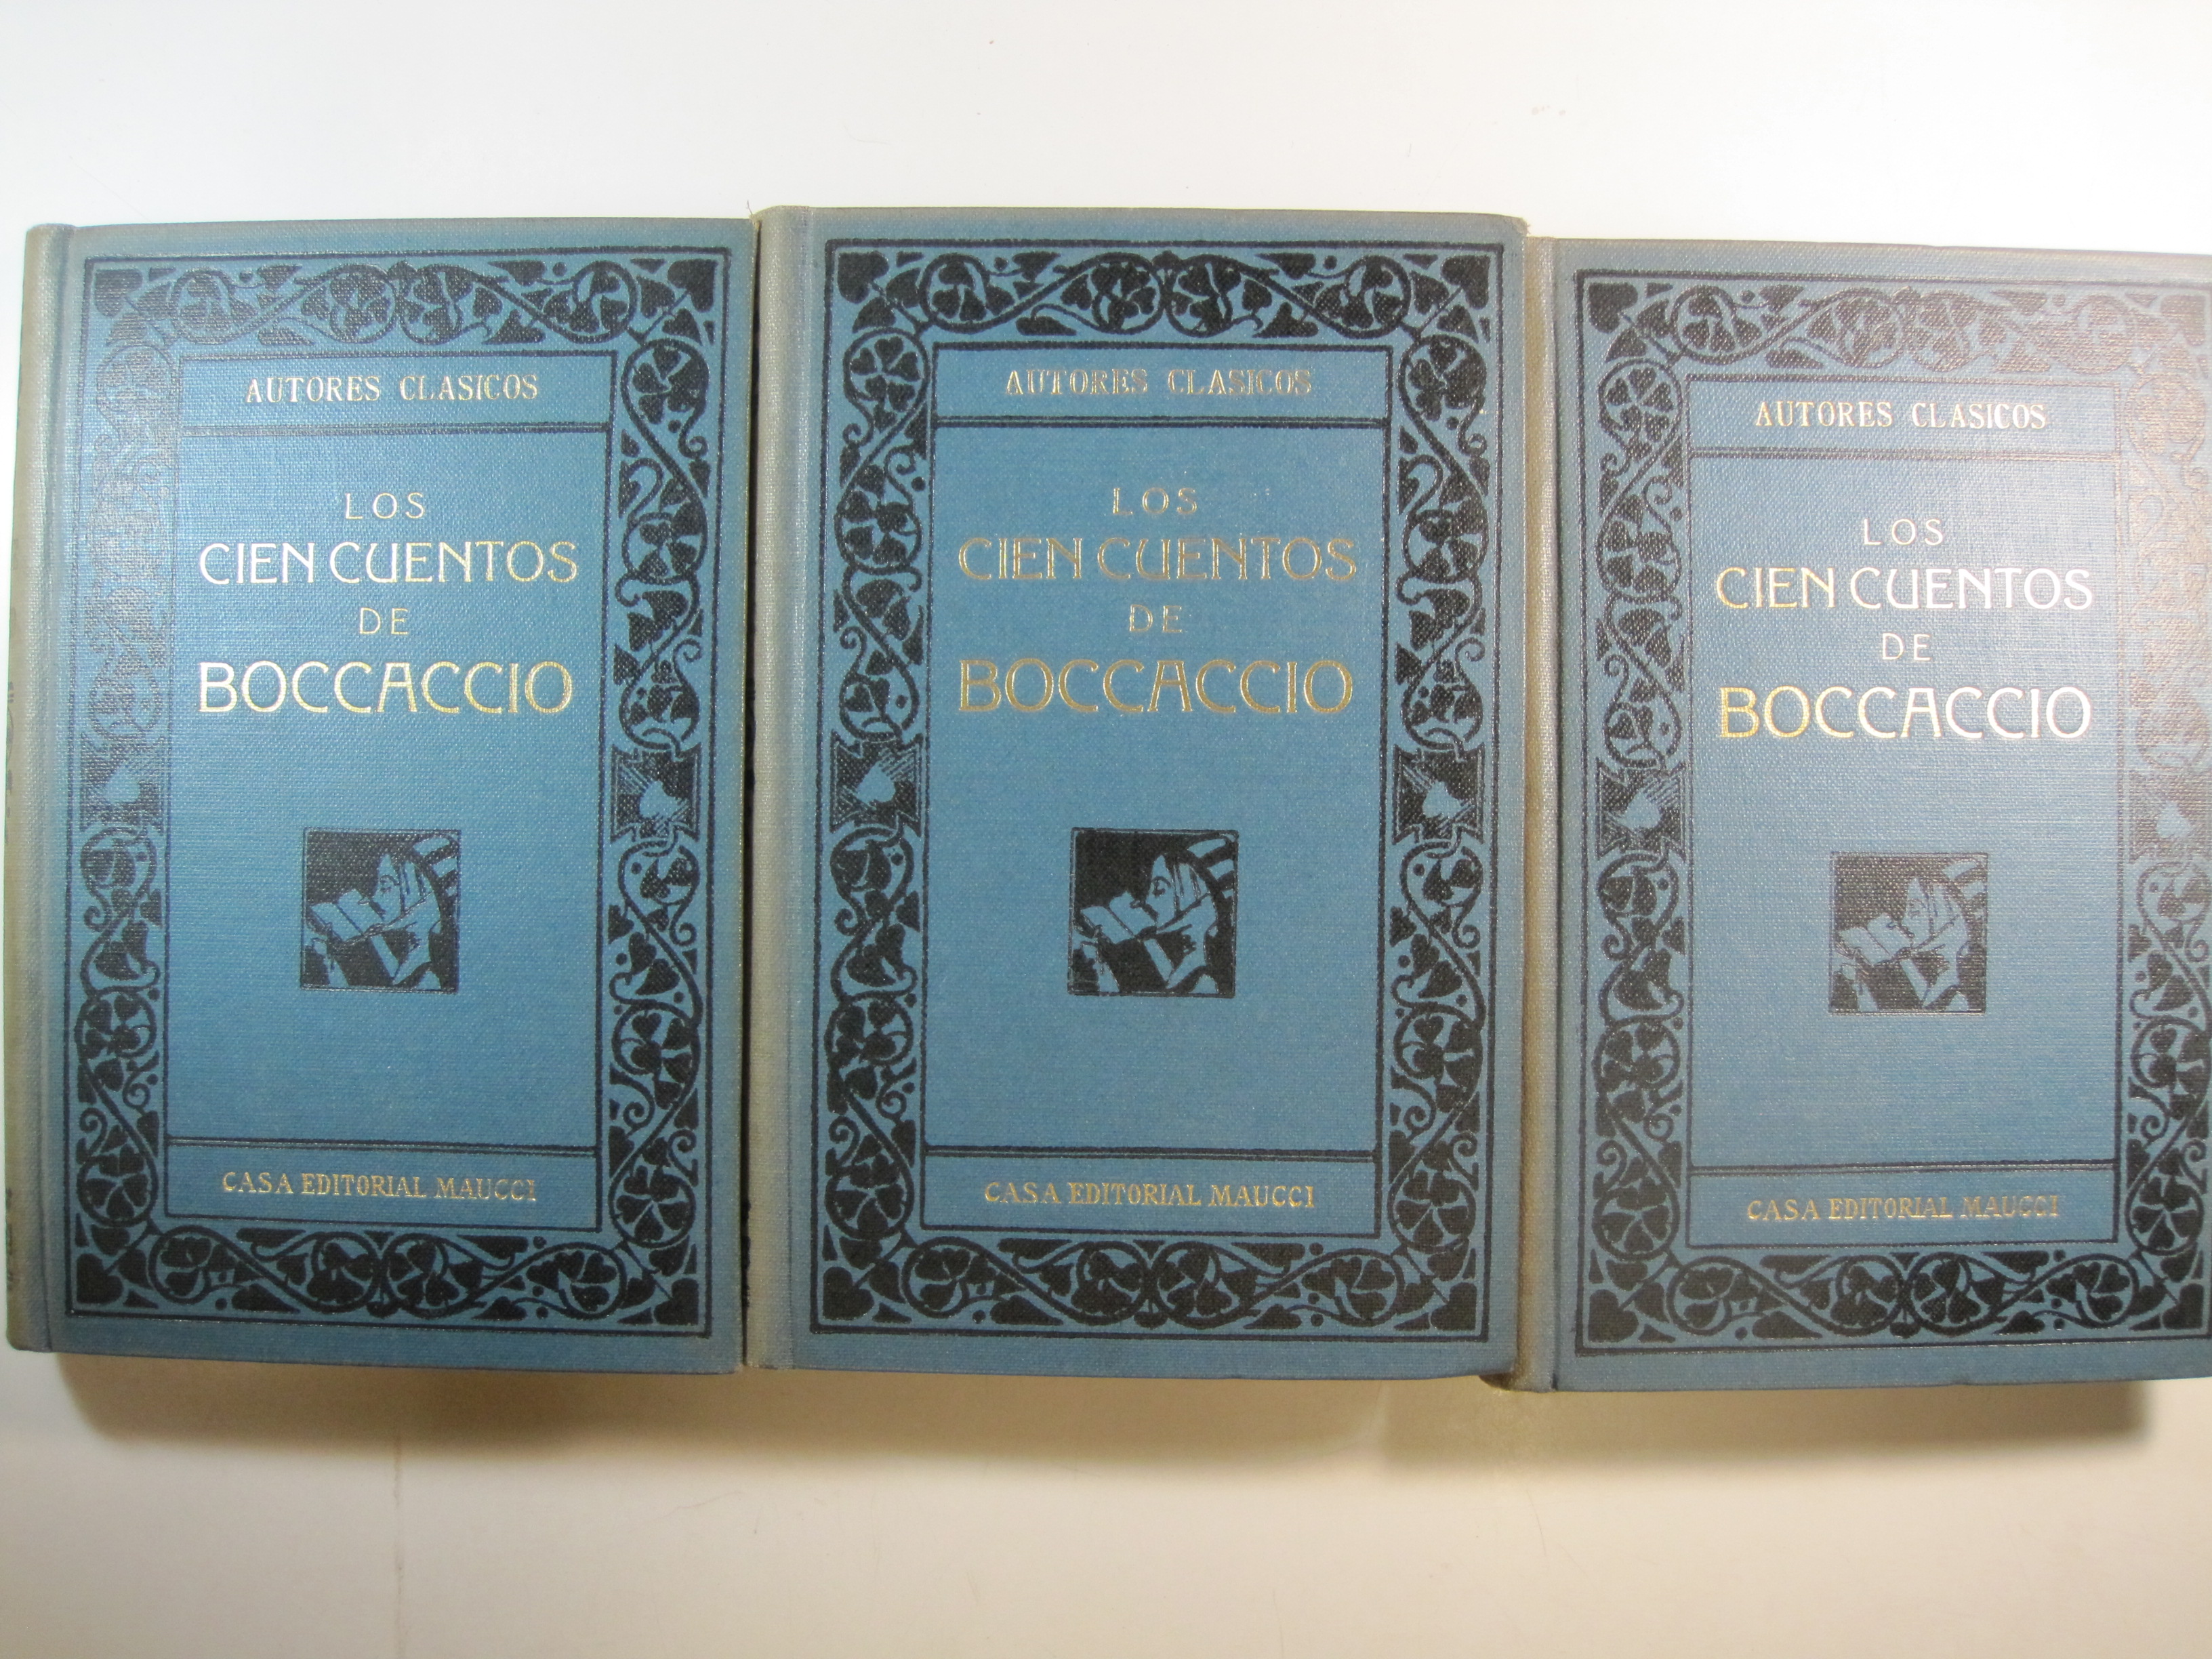 AUTORES CLASICOS
LOS
CIEN CUENTOS
DE
BOCCACCIO
CASA EDITORIAL MAUCCI
AUTORES CLASICOS
LOS
CIEN CUENTOS
DE
BOCCACCIO
CASA EDITORIAL MAUCCI
AUTORES CLASICOS
LOS
CIEN CUENTOS
DE
BOCCACCIO
CASA EDITORIAL MAUCCI